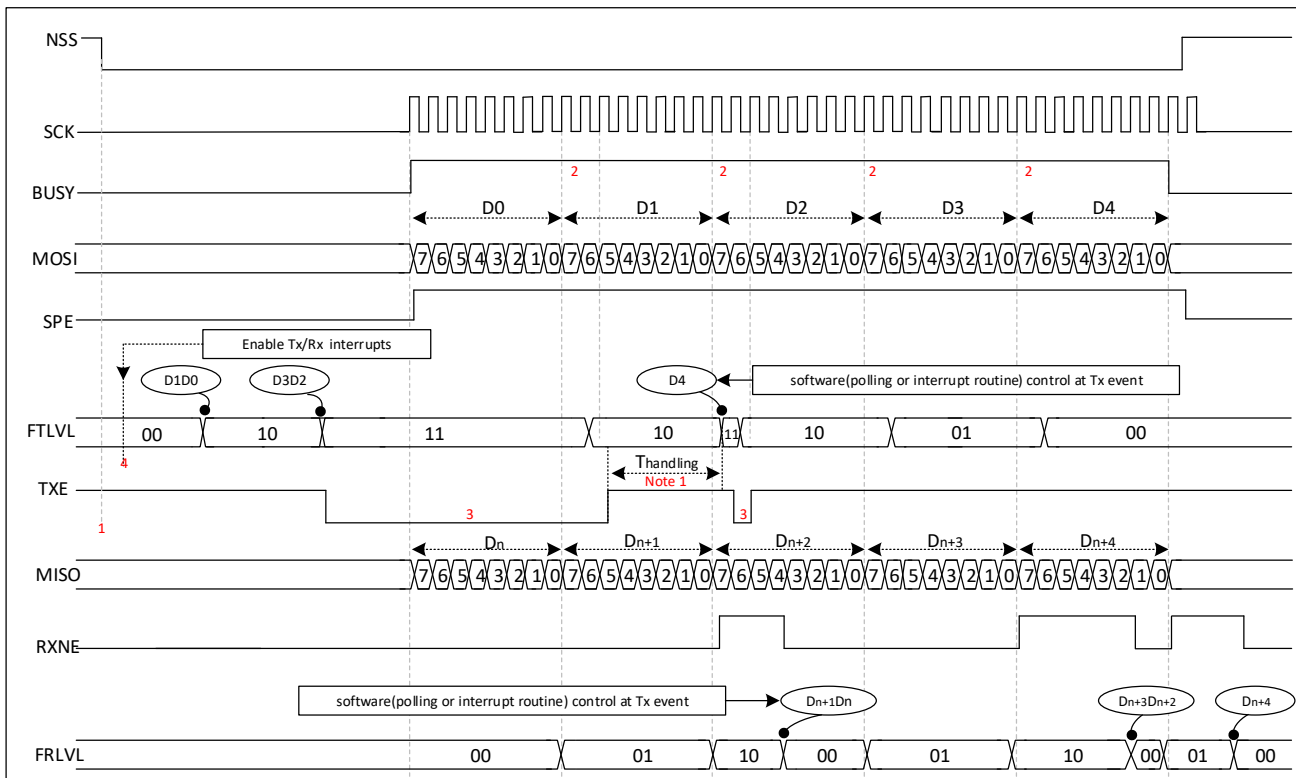 NSS
SCK
BUSY
2 2 2 2
D0 D1 D2 D3 D4
MOSI 7 6 5 4 3 2 1 0 7 6 5 4 3 2 1 0 7 6 5 4 3 2 1 0 7 6 5 4 3 2 1 0 7 6 5 4 3 2 1 0
SPE
Enable Tx/Rx interrupts
D1D0 D3D2 D4 software(polling or interrupt routine) control at Tx event
FTLVL 00 10 11 10 11 10 01 00
4 Thandling
Note 1
TXE
1 3 3
Dn Dn+1 Dn+2 Dn+3 Dn+4
MISO 7 6 5 4 3 2 1 0 7 6 5 4 3 2 1 0 7 6 5 4 3 2 1 0 7 6 5 4 3 2 1 0 7 6 5 4 3 2 1 0
RXNE
software(polling or interrupt routine) control at Tx event Dn+1Dn Dn+3Dn+2 Dn+4
FRLVL 00 01 10 00 01 10 00 01 00